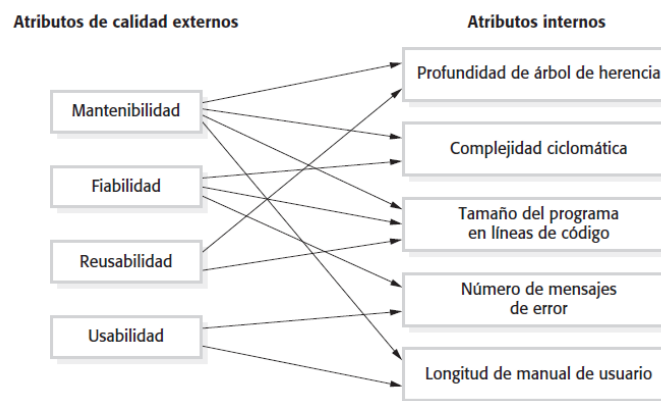 Atributos de calidad externos
Atributos internos
Mantenibilidad
Fiabilidad
Reusabilidad
Usabilidad
Profundidad de árbol de herencia
Complejidad ciclomática
Tamaño del programa
en líneas de código
Número de mensajes
de error
Longitud de manual de usuario